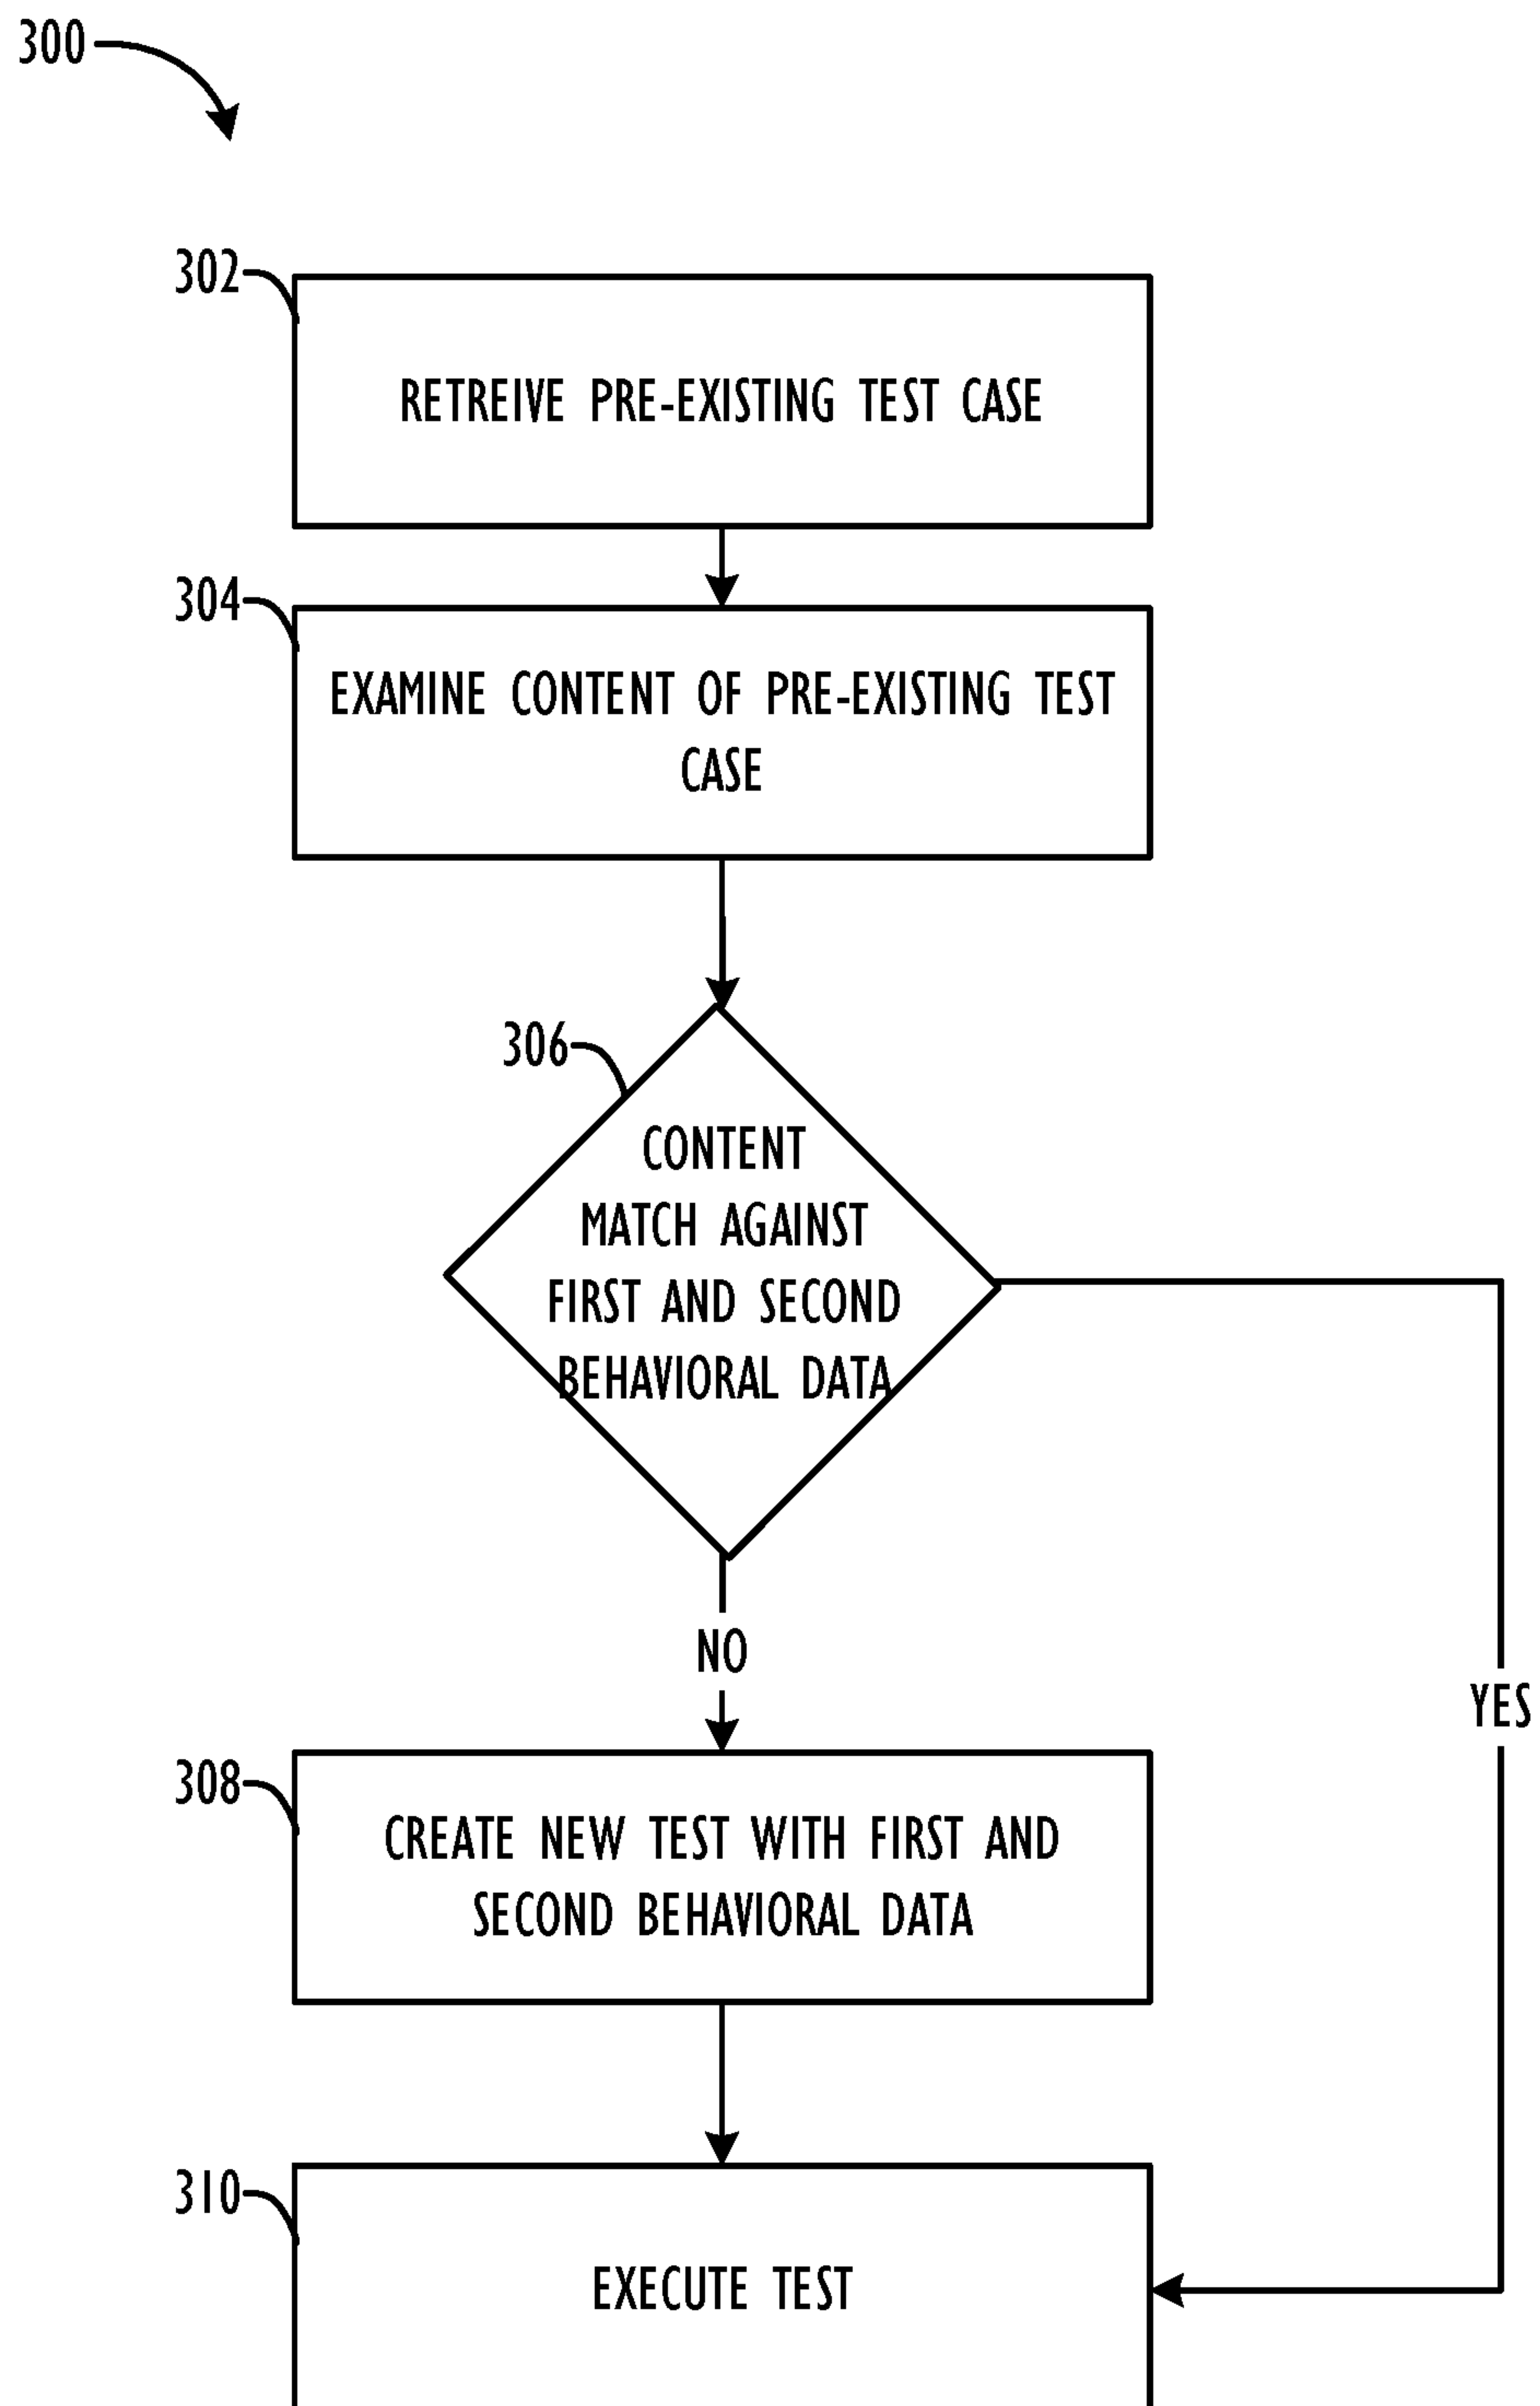 300
302
RETREIVE PRE-EXISTING TEST CASE
304
EXAMINE CONTENT OF PRE-EXISTING TEST
CASE
306
CONTENT
MATCH AGAINST
FIRST AND SECOND
BEHAVIORAL DATA
NO
YES
308
CREATE NEW TEST WITH FIRST AND
SECOND BEHAVIORAL DATA
310
EXECUTE TEST